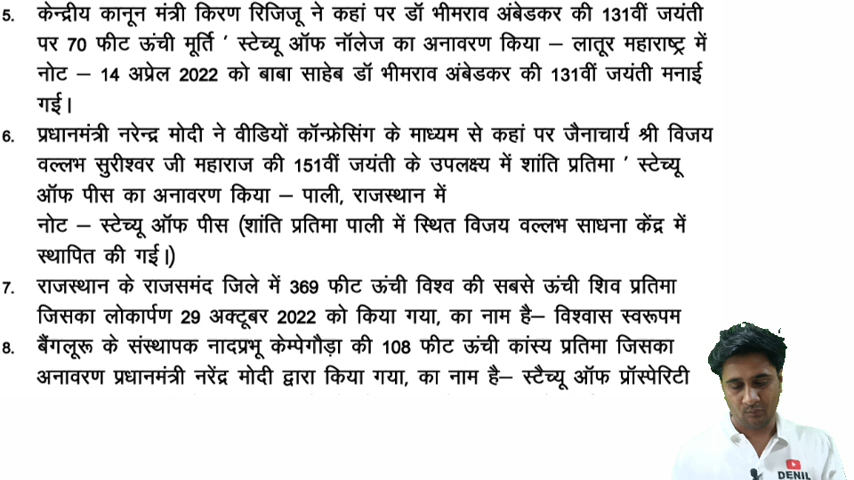 5. केन्द्रीय कानून मंत्री किरण रिजिजू ने कहां पर डॉ भीमराव अंबेडकर की 131वीं जयंती
पर 70 फीट ऊंची मूर्ति ' स्टेच्यू ऑफ नॉलेज का अनावरण किया – लातूर महाराष्ट्र में
नोट – 14 अप्रेल 2022 को बाबा साहेब डॉ भीमराव अंबेडकर की 131वीं जयंती मनाई
गई।
6. प्रधानमंत्री नरेन्द्र मोदी ने वीडियों कॉन्फ्रेसिंग के माध्यम से कहां पर जैनाचार्य श्री विजय
वल्लभ सुरीश्वर जी महाराज की 151वीं जयंती के उपलक्ष्य में शांति प्रतिमा ' स्टेच्यू
ऑफ पीस का अनावरण किया – पाली, राजस्थान में
नोट – स्टेच्यू ऑफ पीस (शांति प्रतिमा पाली में स्थित विजय वल्लभ साधना केंद्र में
स्थापित की गई।)
7. राजस्थान के राजसमंद जिले में 369 फीट ऊंची विश्व की सबसे ऊंची शिव प्रतिमा
जिसका लोकार्पण 29 अक्टूबर 2022 को किया गया, का नाम है– विश्वास स्वरूपम
8. बैंगलूरू के संस्थापक नादप्रभू केम्पेगौड़ा की 108 फीट ऊंची कांस्य प्रतिमा जिसका
अनावरण प्रधानमंत्री नरेंद्र मोदी द्वारा किया गया, का नाम है– स्टैच्यू ऑफ प्रॉस्पेरिटी
DENIL